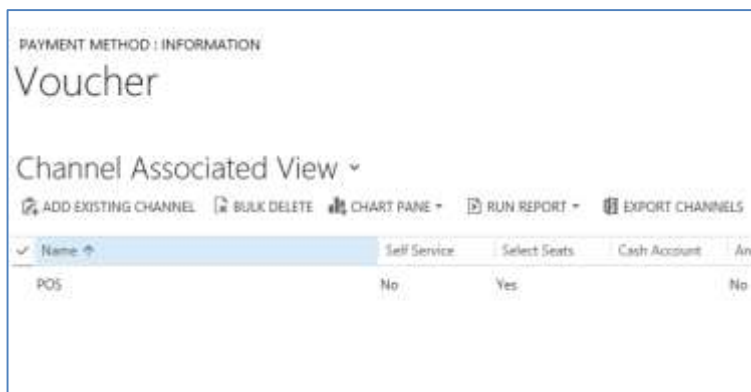 PAYMENT METHOD : INFORMATION
Voucher
Channel Associated View
ADD EXISTING CHANNEL BULK DELETE CHART PANE RUN REPORT EXPORT CHANNELS
Name Self Service Select Seats Cash Account An
POS No Yes No